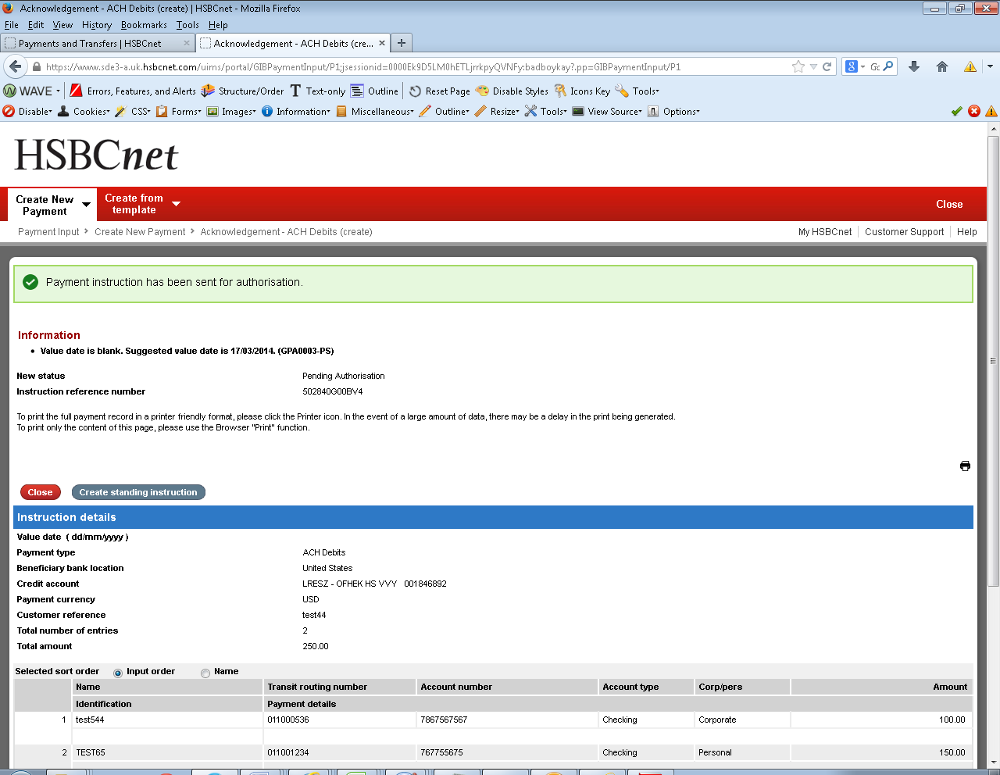 Acknowledgement - ACH Debits (create) | HSBCnet - Mozilla Firefox
File Edit View History Bookmarks Tools Help
Payments and Transfers | HSBCnet Acknowledgement - ACH Debits (cre...
https://www.sde3-a.uk.hsbcnet.com/uims/portal/GIBPaymentInput/P1;jsessionid=0000Ek9D5LM0hETLjrrkpyQVNFy:badboykay?.pp=GIBPaymentInput/P1
WAVE Errors, Features, and Alerts Structure/Order Text-only Outline Reset Page Disable Styles Icons Key Tools
Disable Cookies CSS Forms Images Information Miscellaneous Outline Resize Tools View Source Options
HSBCnet
Create New Payment Create from template Close
Payment Input > Create New Payment > Acknowledgement - ACH Debits (create) My HSBCnet Customer Support Help
Payment instruction has been sent for authorisation.
Information
• Value date is blank. Suggested value date is 17/03/2014. (GPA0003-PS)
New status Pending Authorisation
Instruction reference number 502840G00BV4
To print the full payment record in a printer friendly format, please click the Printer icon. In the event of a large amount of data, there may be a delay in the print being generated.
To print only the content of this page, please use the Browser "Print" function.
Close Create standing instruction
Instruction details
Value date ( dd/mm/yyyy )
Payment type ACH Debits
Beneficiary bank location United States
Credit account LRESZ - OFHEK HS VVY 001846892
Payment currency USD
Customer reference test44
Total number of entries 2
Total amount 250.00
Selected sort order Input order Name
Name Transit routing number Account number Account type Corp/pers Amount
Identification Payment details
1 test544 011000536 7867567567 Checking Corporate 100.00
2 TEST65 011001234 767755675 Checking Personal 150.00